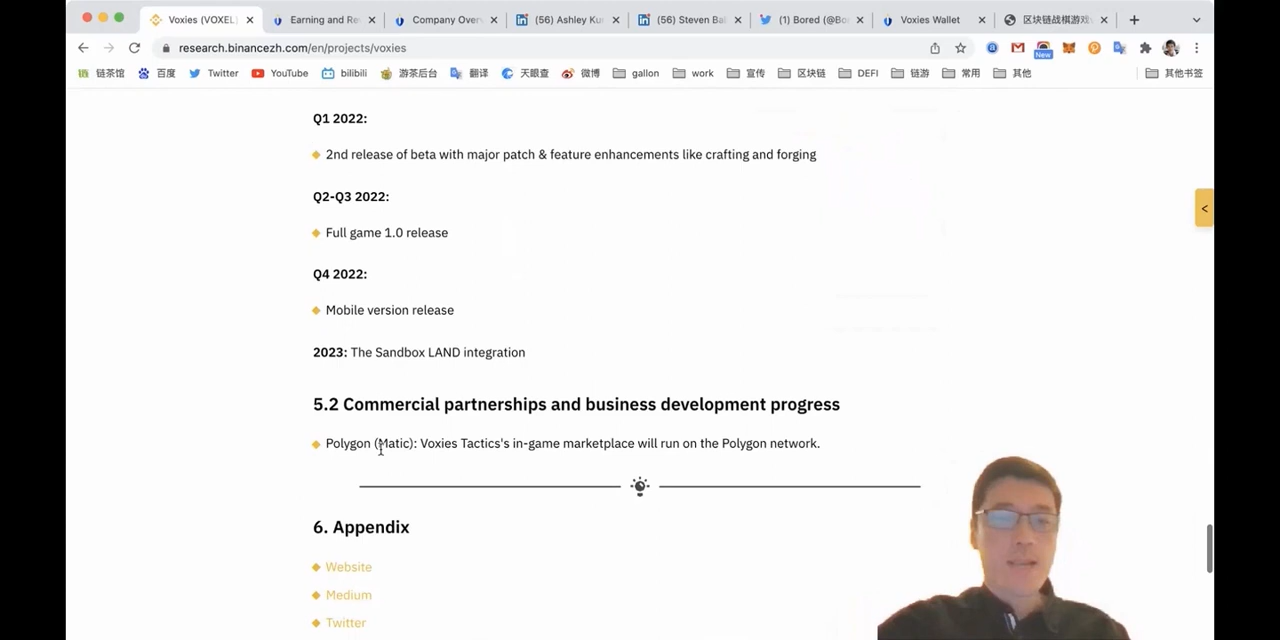 Voxies (VOXEL)
Earning and Re
Company Over
(56) Ashley Ku
(56) Steven Ba
(1) Bored (@Bo
Voxies Wallet
区块链战棋游戏
research.binancezh.com/en/projects/voxies
New
链茶馆
百度
Twitter
YouTube
bilibili
游茶后台
翻译
天眼查
微博
gallon
work
宣传
区块链
DEFI
链游
常用
其他
其他书签
Q1 2022:
2nd release of beta with major patch & feature enhancements like crafting and forging
Q2-Q3 2022:
Full game 1.0 release
Q4 2022:
Mobile version release
2023: The Sandbox LAND integration
5.2 Commercial partnerships and business development progress
Polygon (Matic): Voxies Tactics's in-game marketplace will run on the Polygon network.
6. Appendix
Website
Medium
Twitter